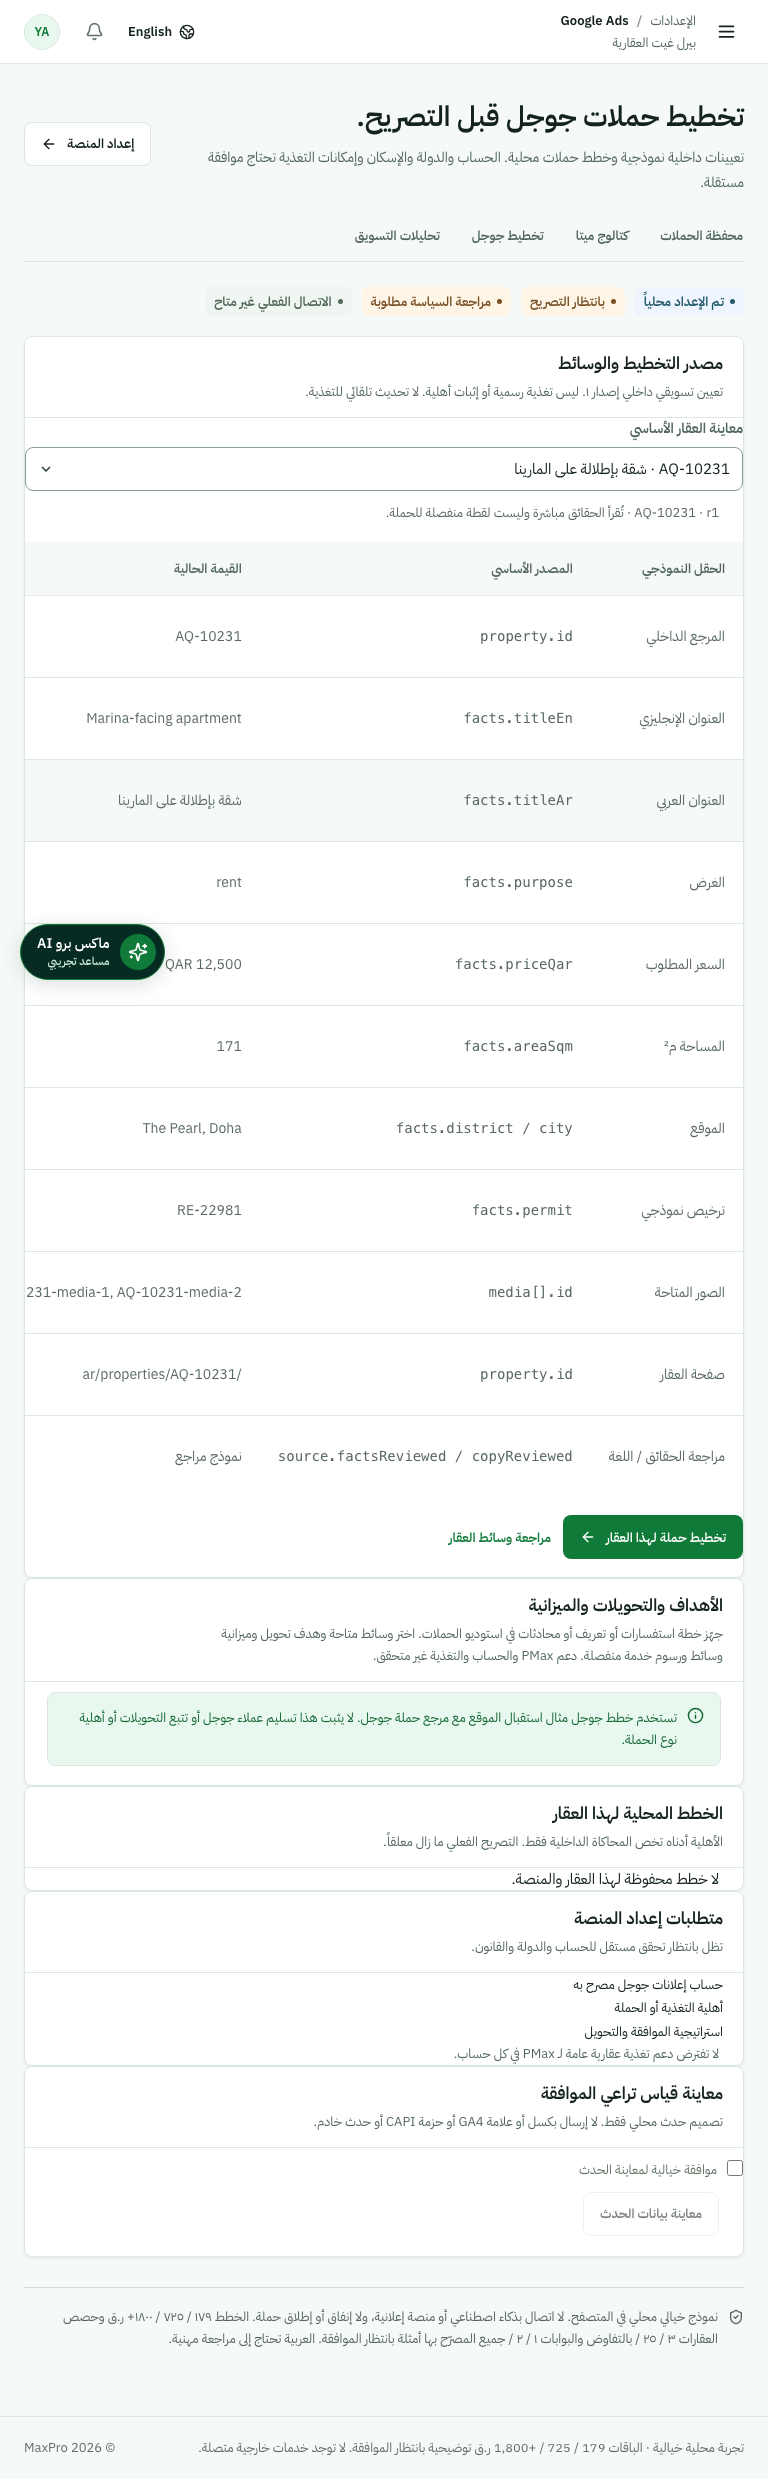 الإعدادات / Google Ads
بيرل غيت العقارية
English
YA
تخطيط حملات جوجل قبل التصريح.
تعيينات داخلية نموذجية وخطط حملات محلية. الحساب والدولة والإسكان وإمكانات التغذية تحتاج موافقة
مستقلة.
إعداد المنصة
محفظة الحملات
كتالوج ميتا
تخطيط جوجل
تحليلات التسويق
تم الإعداد محلياً
بانتظار التصريح
مراجعة السياسة مطلوبة
الاتصال الفعلي غير متاح
مصدر التخطيط والوسائط
تعيين تسويقي داخلي إصدار ١. ليس تغذية رسمية أو إثبات أهلية. لا تحديث تلقائي للتغذية.
معاينة العقار الأساسي
AQ-10231 · شقة بإطلالة على المارينا
AQ-10231 · r1 · تُقرأ الحقائق مباشرة وليست لقطة منفصلة للحملة.
الحقل النموذجي المصدر الأساسي القيمة الحالية
المرجع الداخلي property.id AQ-10231
العنوان الإنجليزي facts.titleEn Marina-facing apartment
العنوان العربي facts.titleAr شقة بإطلالة على المارينا
الغرض facts.purpose rent
السعر المطلوب facts.priceQar QAR 12,500
ماكس برو AI
مساعد تجريبي
المساحة م² facts.areaSqm 171
الموقع facts.district / city The Pearl, Doha
ترخيص نموذجي facts.permit RE-22981
الصور المتاحة media[].id 231-media-1, AQ-10231-media-2
صفحة العقار property.id ar/properties/AQ-10231/
مراجعة الحقائق / اللغة source.factsReviewed / copyReviewed نموذج مراجع
تخطيط حملة لهذا العقار
مراجعة وسائط العقار
الأهداف والتحويلات والميزانية
جهّز خطة استفسارات أو تعريف أو محادثات في استوديو الحملات. اختر وسائط متاحة وهدف تحويل وميزانية
وسائط ورسوم خدمة منفصلة. دعم PMax والحساب والتغذية غير متحقق.
تستخدم خطط جوجل مثال استقبال الموقع مع مرجع حملة جوجل. لا يثبت هذا تسليم عملاء جوجل أو تتبع التحويلات أو أهلية
نوع الحملة.
الخطط المحلية لهذا العقار
الأهلية أدناه تخص المحاكاة الداخلية فقط. التصريح الفعلي ما زال معلقاً.
لا خطط محفوظة لهذا العقار والمنصة.
متطلبات إعداد المنصة
تظل بانتظار تحقق مستقل للحساب والدولة والقانون.
حساب إعلانات جوجل مصرح به
أهلية التغذية أو الحملة
استراتيجية الموافقة والتحويل
لا تفترض دعم تغذية عقارية عامة لـ PMax في كل حساب.
معاينة قياس تراعي الموافقة
تصميم حدث محلي فقط. لا إرسال بكسل أو علامة GA4 أو حزمة CAPI أو حدث خادم.
موافقة خيالية لمعاينة الحدث
معاينة بيانات الحدث
نموذج خيالي محلي في المتصفح. لا اتصال بذكاء اصطناعي أو منصة إعلانية، ولا إنفاق أو إطلاق حملة. الخطط ١٧٩ / ٧٢٥ / ١٨٠٠+ ر.ق وحصص
العقارات ٣ / ٢٥ / بالتفاوض والبوابات ١ / ٢ / جميع المصرّح بها أمثلة بانتظار الموافقة. العربية تحتاج إلى مراجعة مهنية.
تجربة محلية خيالية · الباقات 179 / 725 / +1,800 ر.ق توضيحية بانتظار الموافقة. لا توجد خدمات خارجية متصلة.
© 2026 MaxPro